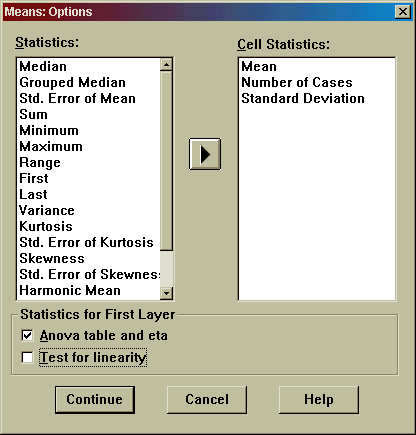 Means: Options
Statistics:
Median
Grouped Median
Std. Error of Mean
Sum
Minimum
Maximum
Range
First
Last
Variance
Kurtosis
Std. Error of Kurtosis
Skewness
Std. Error of Skewnes
Harmonic Mean
Cell Statistics:
Mean
Number of Cases
Standard Deviation
Statistics for First Layer
Anova table and eta
Test for linearity
Continue
Cancel
Help